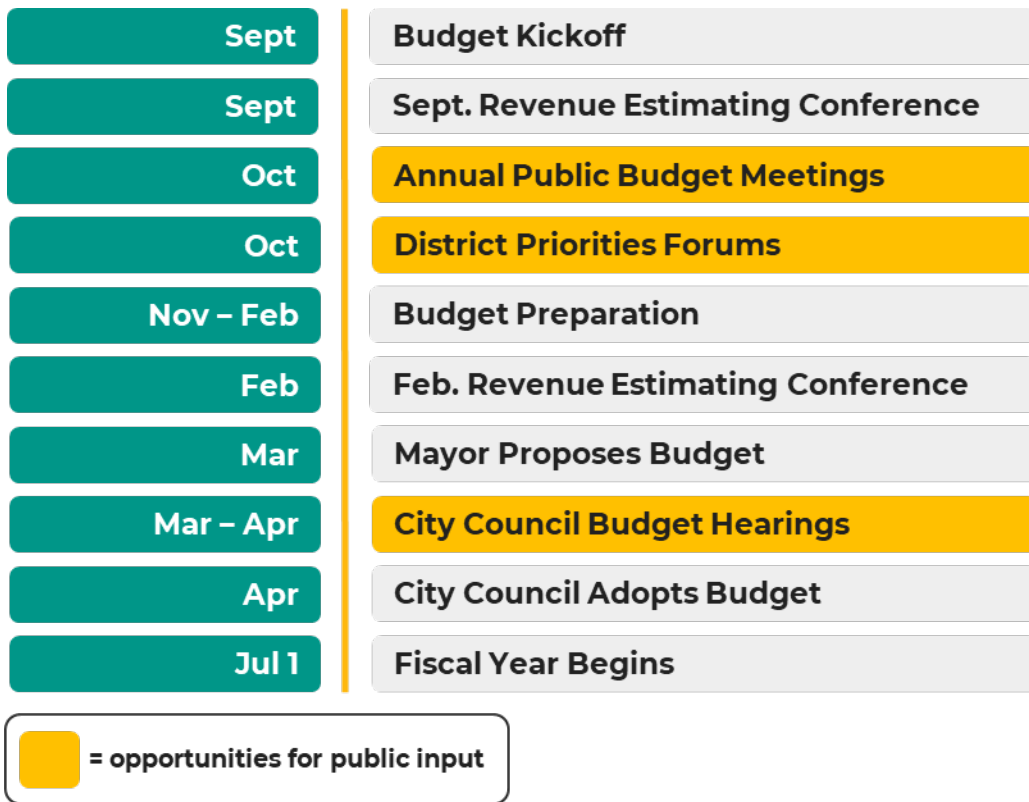 Sept Budget Kickoff
Sept Sept. Revenue Estimating Conference
Oct Annual Public Budget Meetings
Oct District Priorities Forums
Nov – Feb Budget Preparation
Feb Feb. Revenue Estimating Conference
Mar Mayor Proposes Budget
Mar – Apr City Council Budget Hearings
Apr City Council Adopts Budget
Jul 1 Fiscal Year Begins
= opportunities for public input